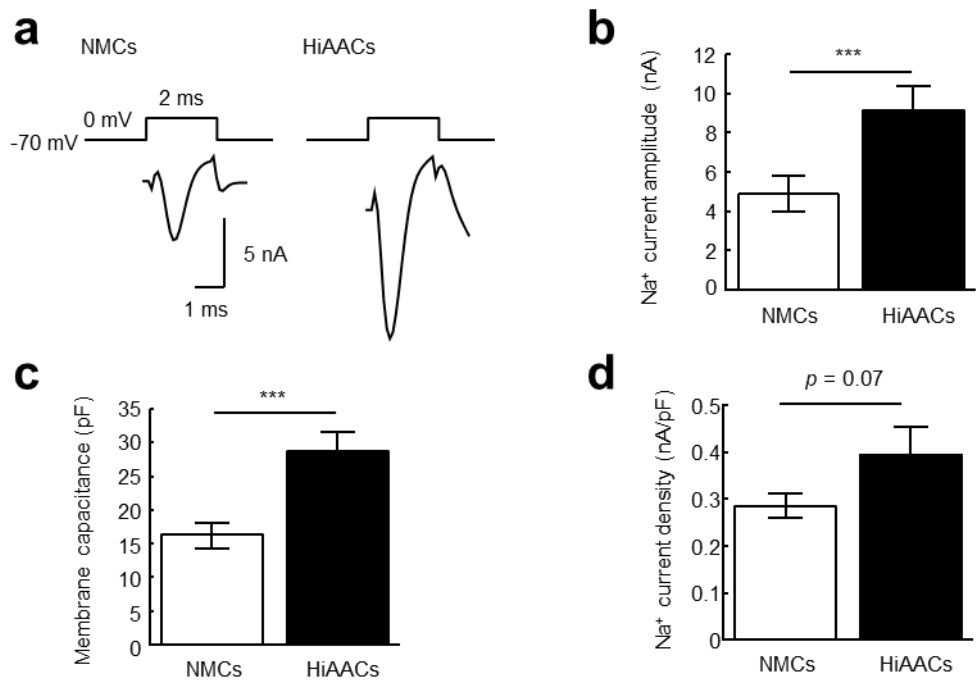 a
NMCs
HiAACs
2 ms
0 mV
-70 mV
5 nA
1 ms
b
Na⁺ current amplitude (nA)
12
10
8
6
4
2
0
***
NMCs
HiAACs
c
Membrane capacitance (pF)
35
30
25
20
15
10
5
0
***
NMCs
HiAACs
d
Na⁺ current density (nA/pF)
0.5
0.4
0.3
0.2
0.1
0
p = 0.07
NMCs
HiAACs